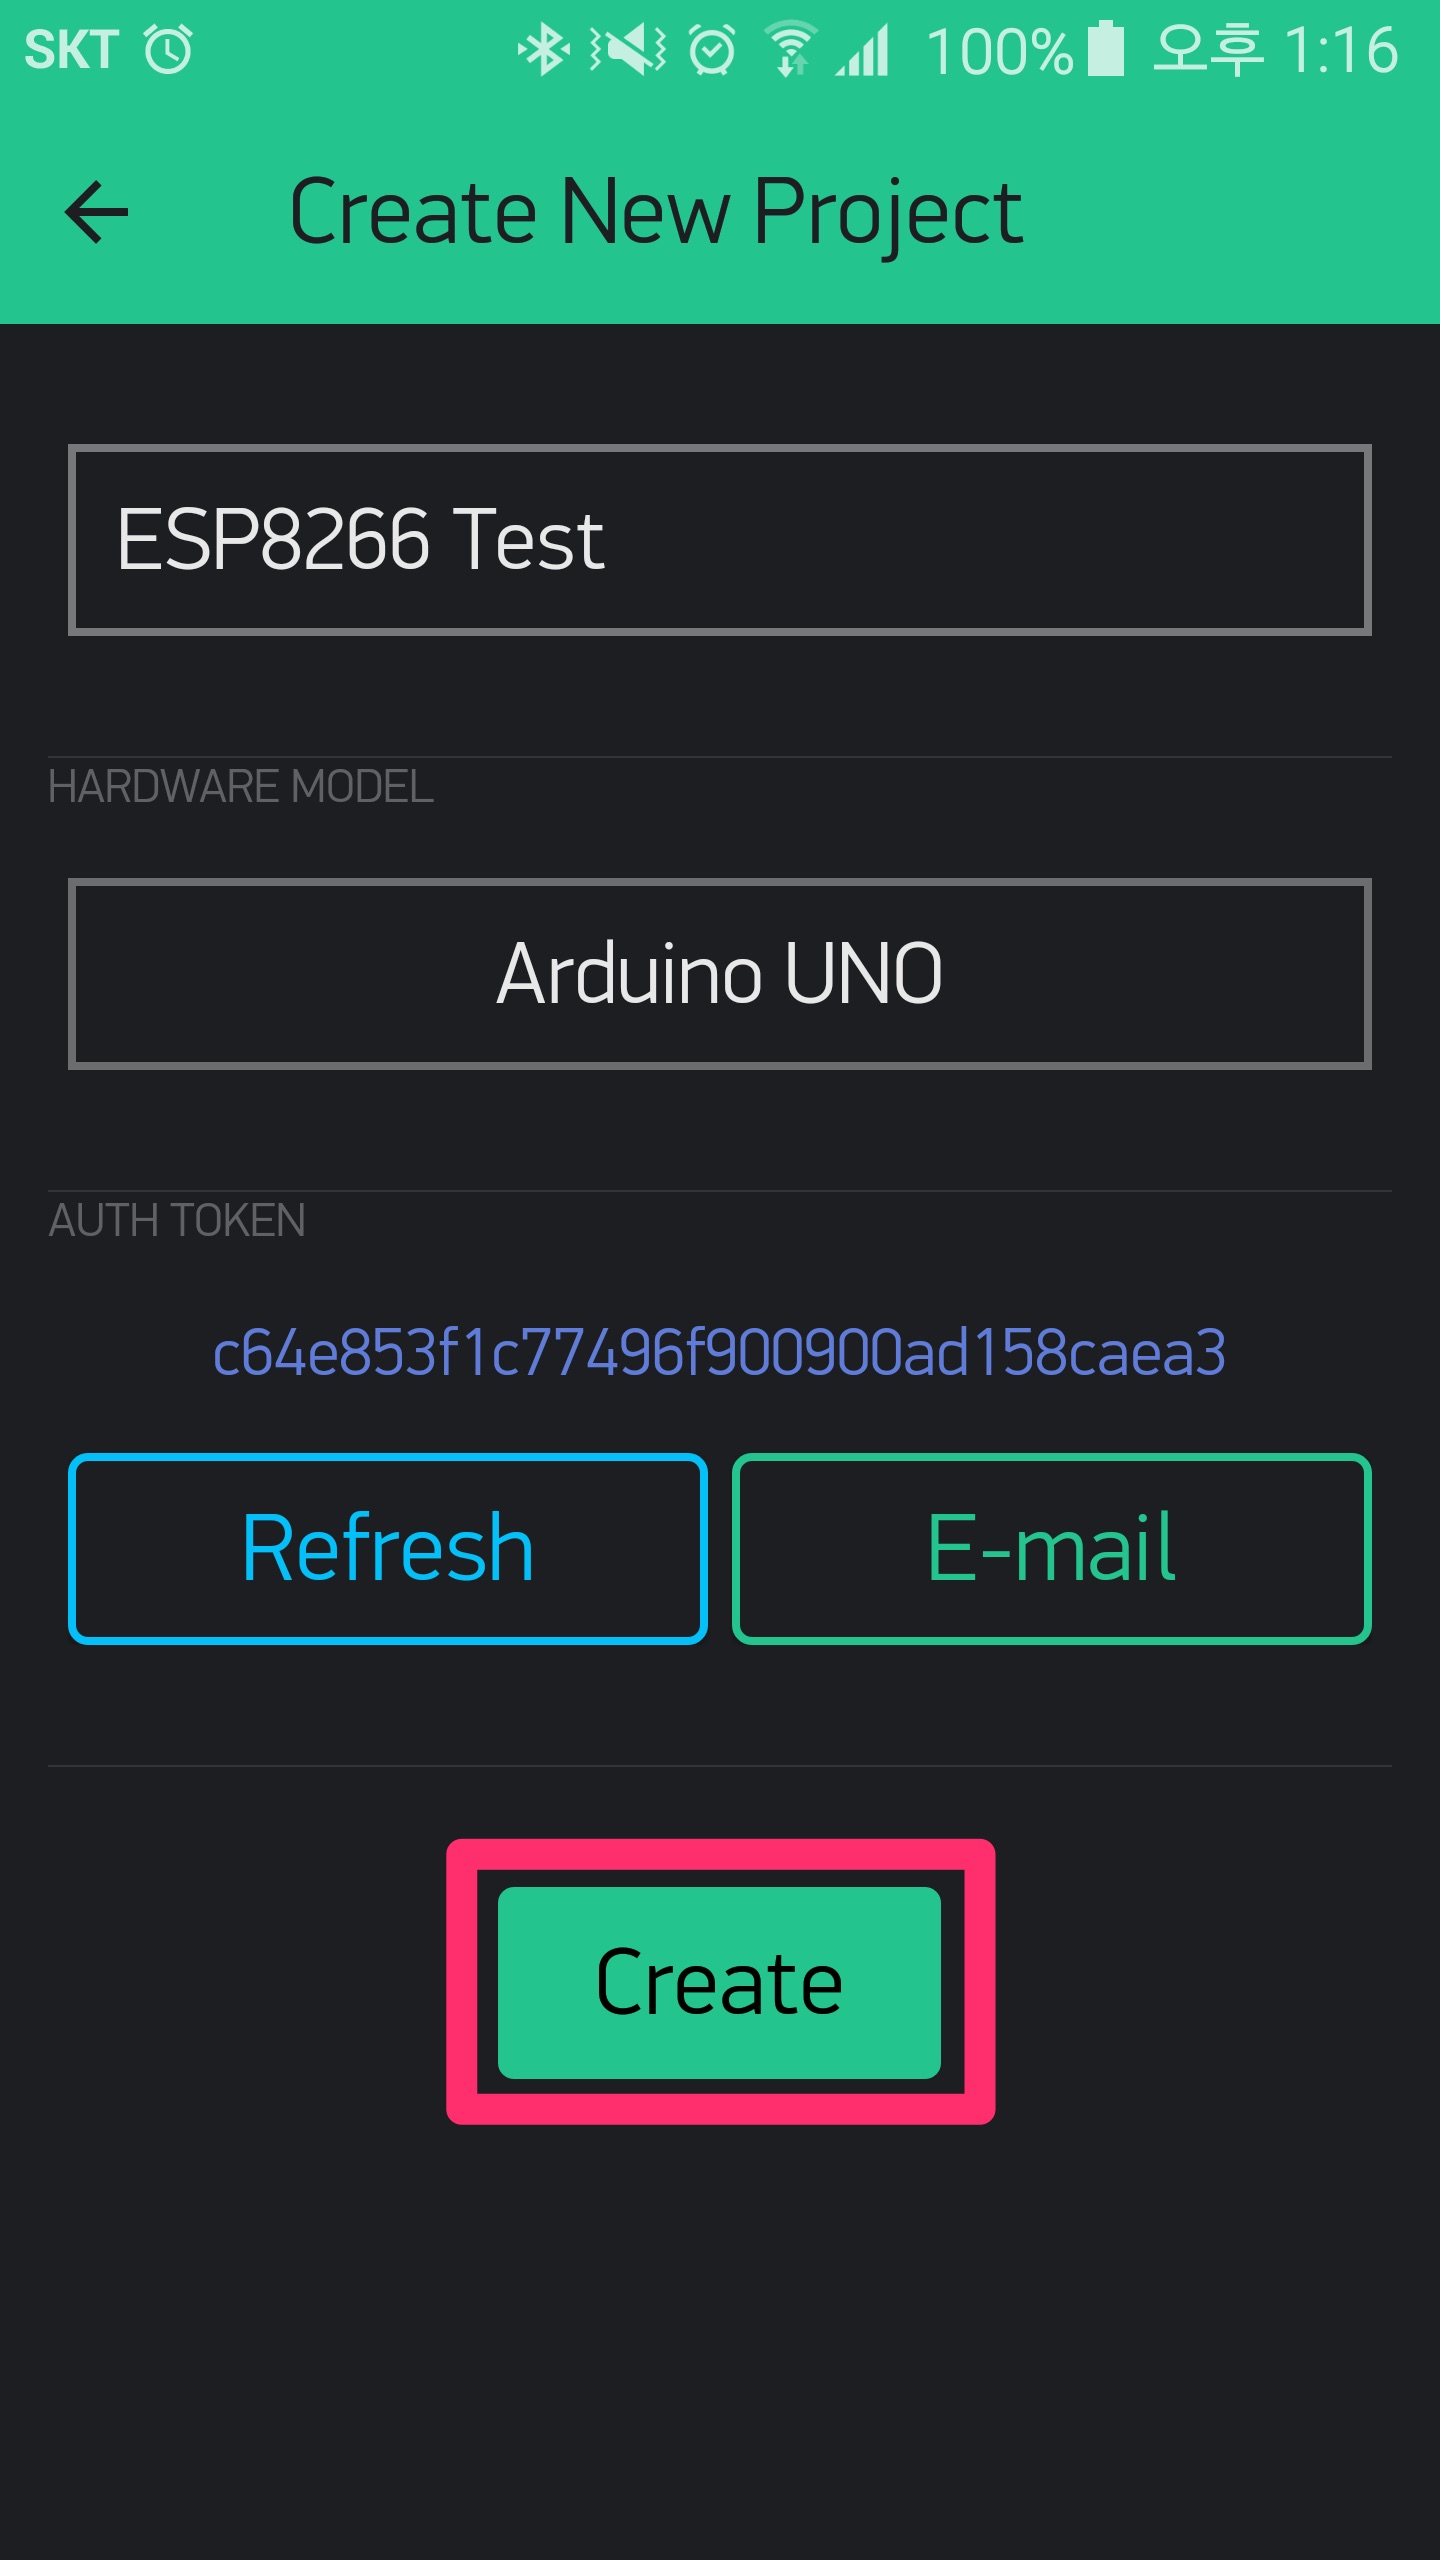 SKT 100% 오후 1:16
Create New Project
ESP8266 Test
HARDWARE MODEL
Arduino UNO
AUTH TOKEN
c64e853f1c77496f900900ad158caea3
Refresh E-mail
Create